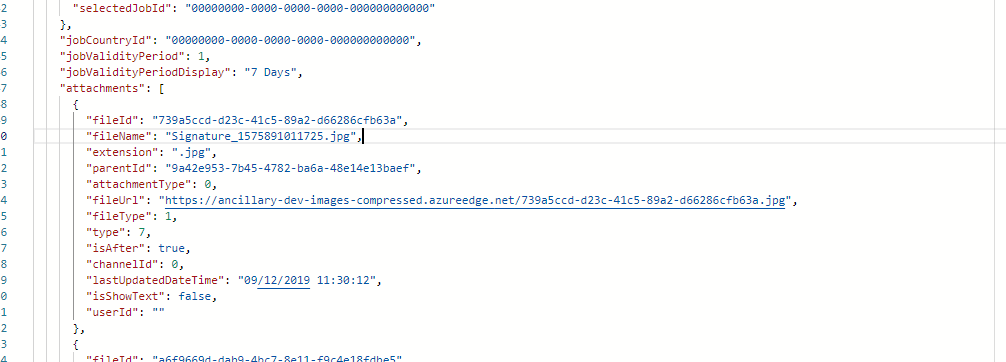 2 "selectedJobId": "00000000-0000-0000-0000-000000000000"
3 },
4 "jobCountryId": "00000000-0000-0000-0000-000000000000",
5 "jobValidityPeriod": 1,
6 "jobValidityPeriodDisplay": "7 Days",
7 "attachments": [
8 {
9 "fileId": "739a5ccd-d23c-41c5-89a2-d66286cfb63a",
0 "fileName": "Signature_1575891011725.jpg",
1 "extension": ".jpg",
2 "parentId": "9a42e953-7b45-4782-ba6a-48e14e13baef",
3 "attachmentType": 0,
4 "fileUrl": "https://ancillary-dev-images-compressed.azureedge.net/739a5ccd-d23c-41c5-89a2-d66286cfb63a.jpg",
5 "fileType": 1,
6 "type": 7,
7 "isAfter": true,
8 "channelId": 0,
9 "lastUpdatedDateTime": "09/12/2019 11:30:12",
0 "isShowText": false,
1 "userId": ""
2 },
3 {
4 "fileId": "a6f9669d-dab9-4bc7-8e11-f9c4e18fdbe5"